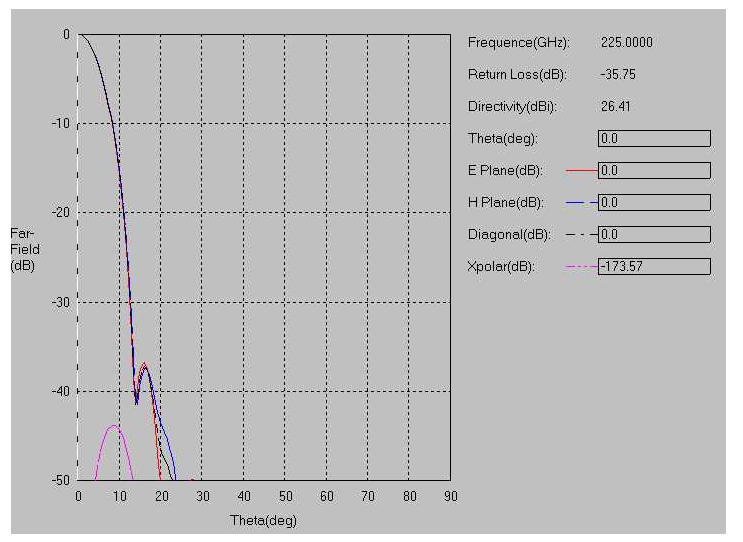 0
-10
-20
-30
-40
-50
Far-
Field
(dB)
0 10 20 30 40 50 60 70 80 90
Theta(deg)
Frequence(GHz): 225.0000
Return Loss(dB): -35.75
Directivity(dBi): 26.41
Theta(deg): 0.0
E Plane(dB): 0.0
H Plane(dB): 0.0
Diagonal(dB): 0.0
Xpolar(dB): -173.57